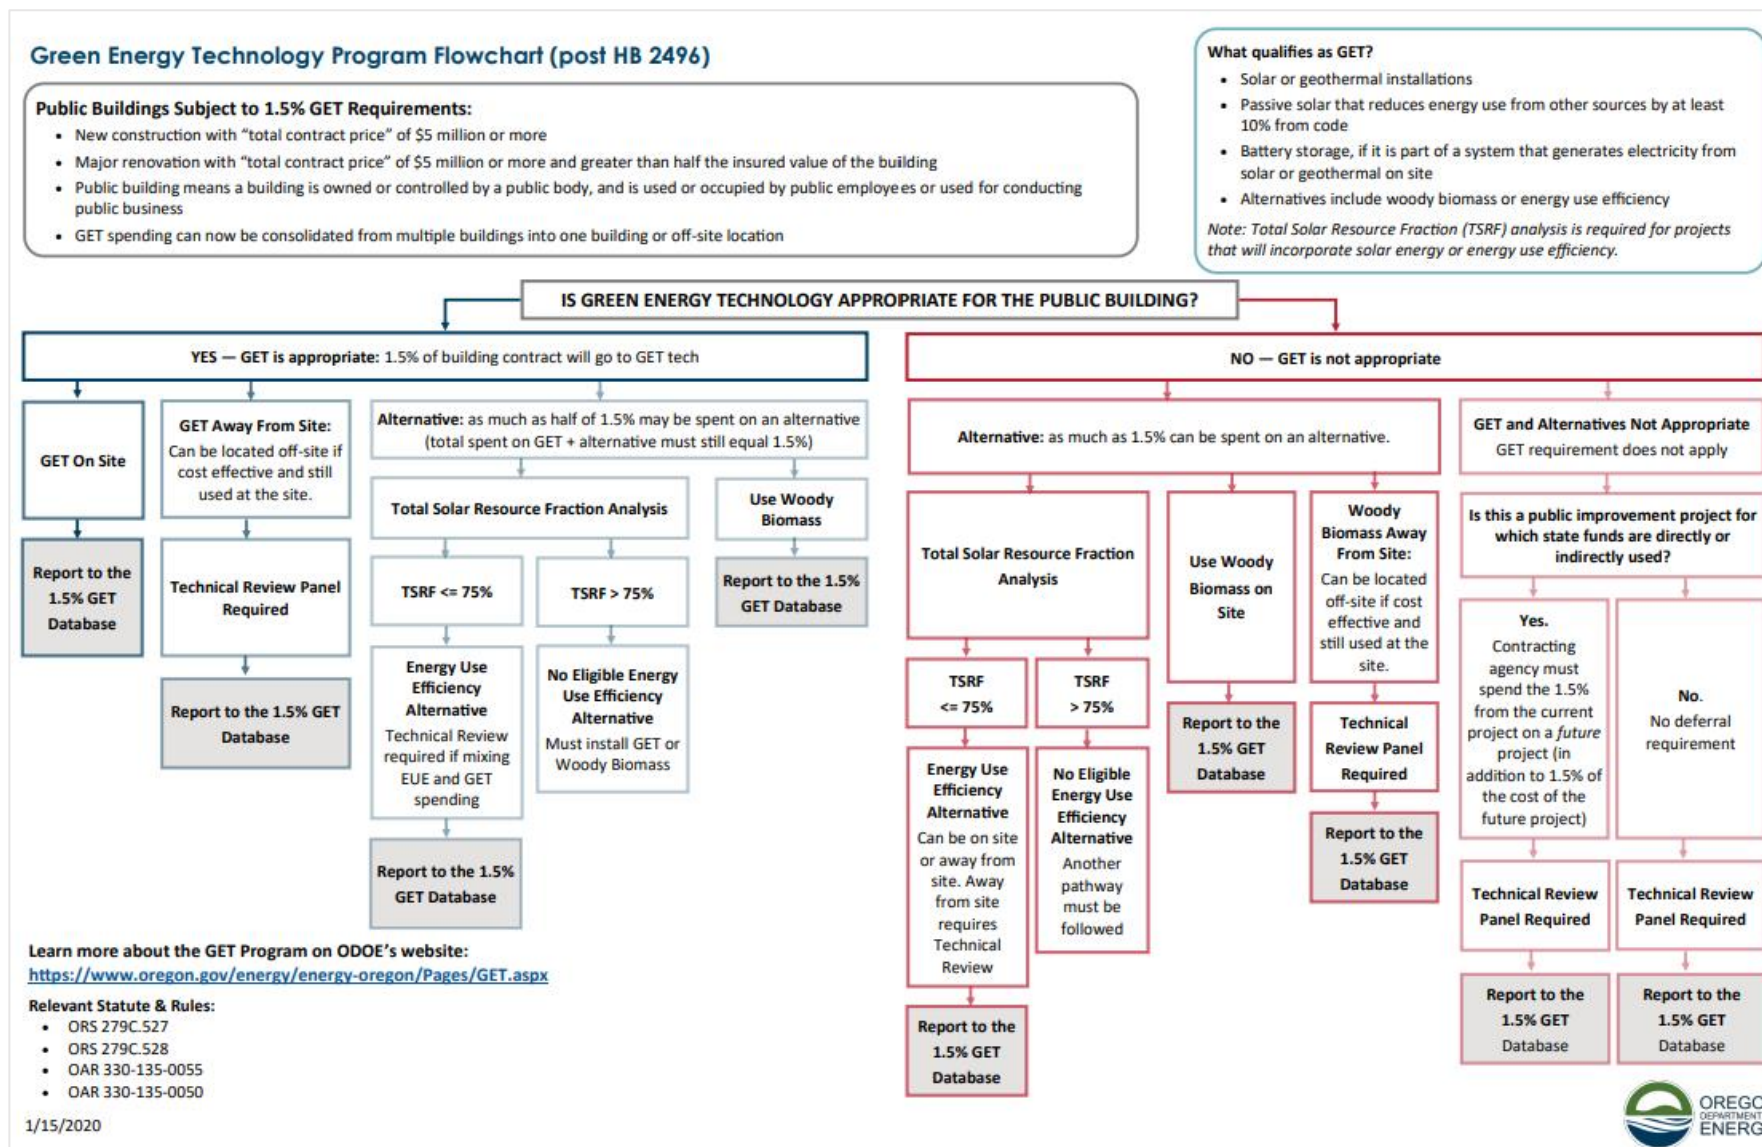 Green Energy Technology Program Flowchart (post HB 2496)
Public Buildings Subject to 1.5% GET Requirements:
• New construction with “total contract price” of $5 million or more
• Major renovation with “total contract price” of $5 million or more and greater than half the insured value of the building
• Public building means a building is owned or controlled by a public body, and is used or occupied by public employees or used for conducting
public business
• GET spending can now be consolidated from multiple buildings into one building or off-site location
What qualifies as GET?
• Solar or geothermal installations
• Passive solar that reduces energy use from other sources by at least
10% from code
• Battery storage, if it is part of a system that generates electricity from
solar or geothermal on site
• Alternatives include woody biomass or energy use efficiency
Note: Total Solar Resource Fraction (TSRF) analysis is required for projects
that will incorporate solar energy or energy use efficiency.
IS GREEN ENERGY TECHNOLOGY APPROPRIATE FOR THE PUBLIC BUILDING?
YES — GET is appropriate: 1.5% of building contract will go to GET tech
GET On Site
Report to the
1.5% GET
Database
GET Away From Site:
Can be located off-site if
cost effective and still
used at the site.
Technical Review Panel
Required
Report to the 1.5% GET
Database
Alternative: as much as half of 1.5% may be spent on an alternative
(total spent on GET + alternative must still equal 1.5%)
Total Solar Resource Fraction Analysis
TSRF <= 75%
Energy Use
Efficiency
Alternative
Technical Review
required if mixing
EUE and GET
spending
Report to the 1.5%
GET Database
TSRF > 75%
No Eligible Energy
Use Efficiency
Alternative
Must install GET or
Woody Biomass
Use Woody
Biomass
Report to the 1.5%
GET Database
NO — GET is not appropriate
Alternative: as much as 1.5% can be spent on an alternative.
Total Solar Resource Fraction
Analysis
TSRF
<= 75%
Energy Use
Efficiency
Alternative
Can be on site
or away from
site. Away
from site
requires
Technical
Review
Report to the
1.5% GET
Database
TSRF
> 75%
No Eligible
Energy Use
Efficiency
Alternative
Another
pathway
must be
followed
Use Woody
Biomass on
Site
Report to the
1.5% GET
Database
Woody
Biomass Away
From Site:
Can be located
off-site if cost
effective and
still used at the
site.
Technical
Review Panel
Required
Report to the
1.5% GET
Database
GET and Alternatives Not Appropriate
GET requirement does not apply
Is this a public improvement project for
which state funds are directly or
indirectly used?
Yes.
Contracting
agency must
spend the 1.5%
from the current
project on a future
project (in
addition to 1.5% of
the cost of the
future project)
Technical Review
Panel Required
Report to the
1.5% GET
Database
No.
No deferral
requirement
Technical Review
Panel Required
Report to the
1.5% GET
Database
Learn more about the GET Program on ODOE’s website:
https://www.oregon.gov/energy/energy-oregon/Pages/GET.aspx
Relevant Statute & Rules:
• ORS 279C.527
• ORS 279C.528
• OAR 330-135-0055
• OAR 330-135-0050
1/15/2020
OREGO
DEPARTMENT
ENERG